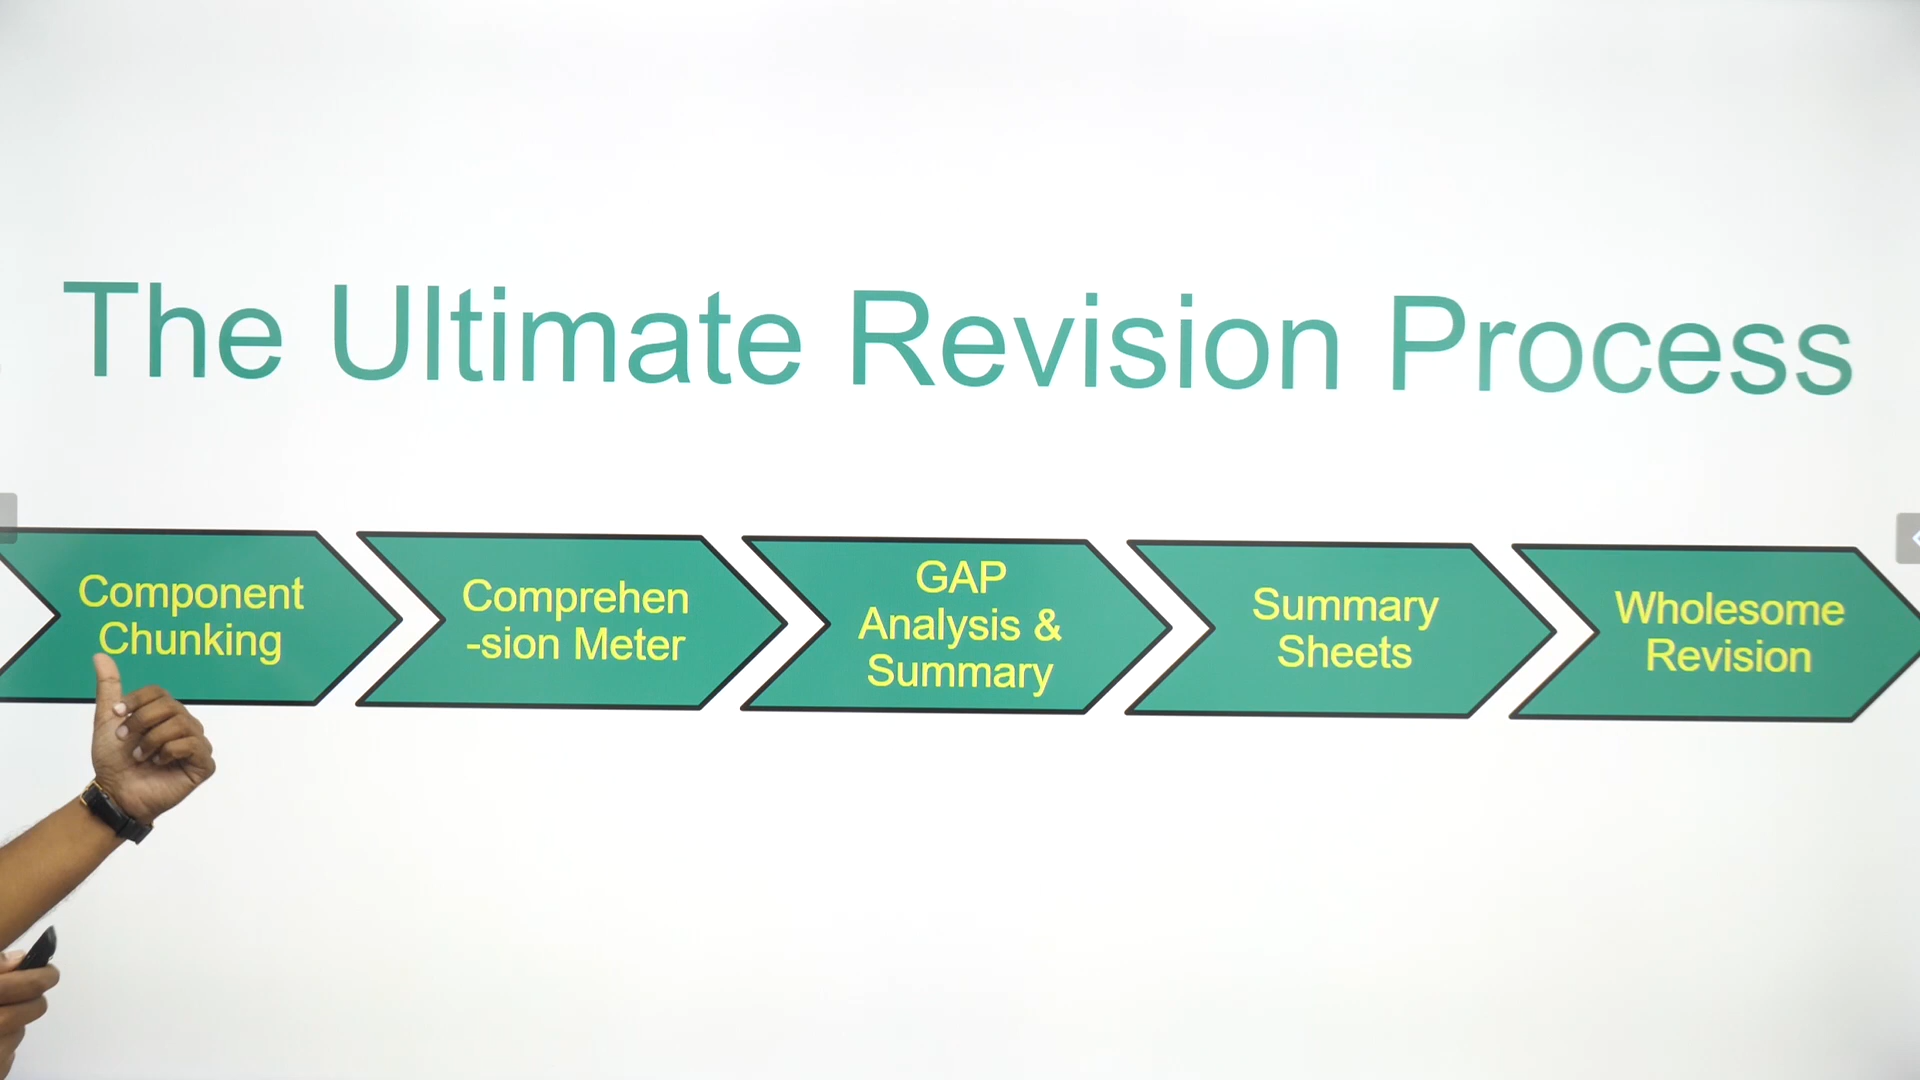 The Ultimate Revision Process
Component
Chunking
Comprehen
-sion Meter
GAP
Analysis &
Summary
Summary
Sheets
Wholesome
Revision